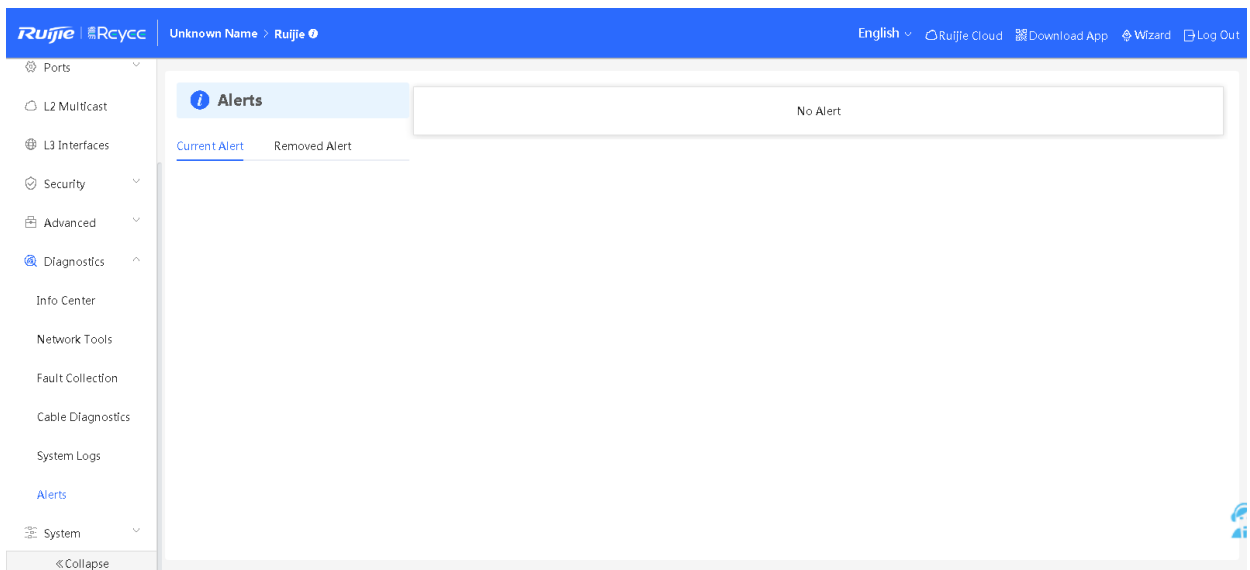 Ruijie Rcycc Unknown Name > Ruijie English Ruijie Cloud Download App Wizard Log Out
Ports
L2 Multicast
L3 Interfaces
Security
Advanced
Diagnostics
Info Center
Network Tools
Fault Collection
Cable Diagnostics
System Logs
Alerts
System
«Collapse
Alerts
Current Alert Removed Alert
No Alert